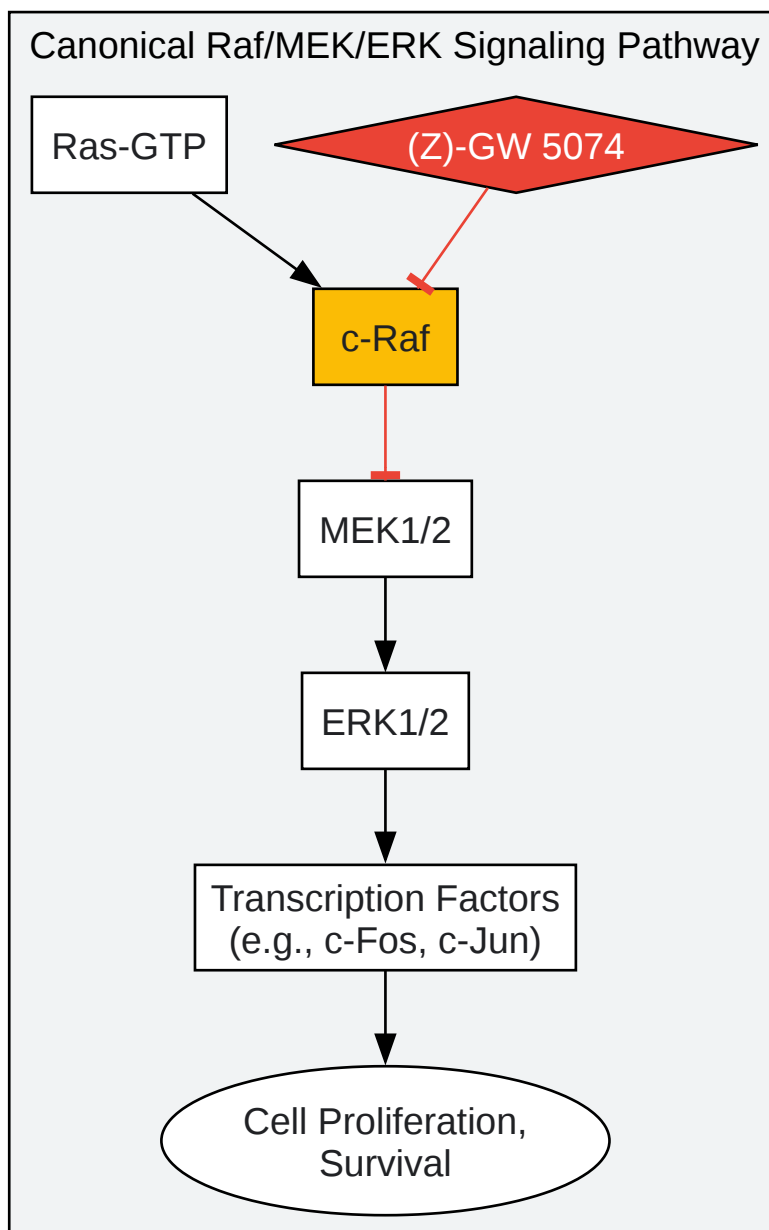 Canonical Raf/MEK/ERK Signaling Pathway
Ras-GTP
(Z)-GW 5074
c-Raf
MEK1/2
ERK1/2
Transcription Factors
(e.g., c-Fos, c-Jun)
Cell Proliferation,
Survival